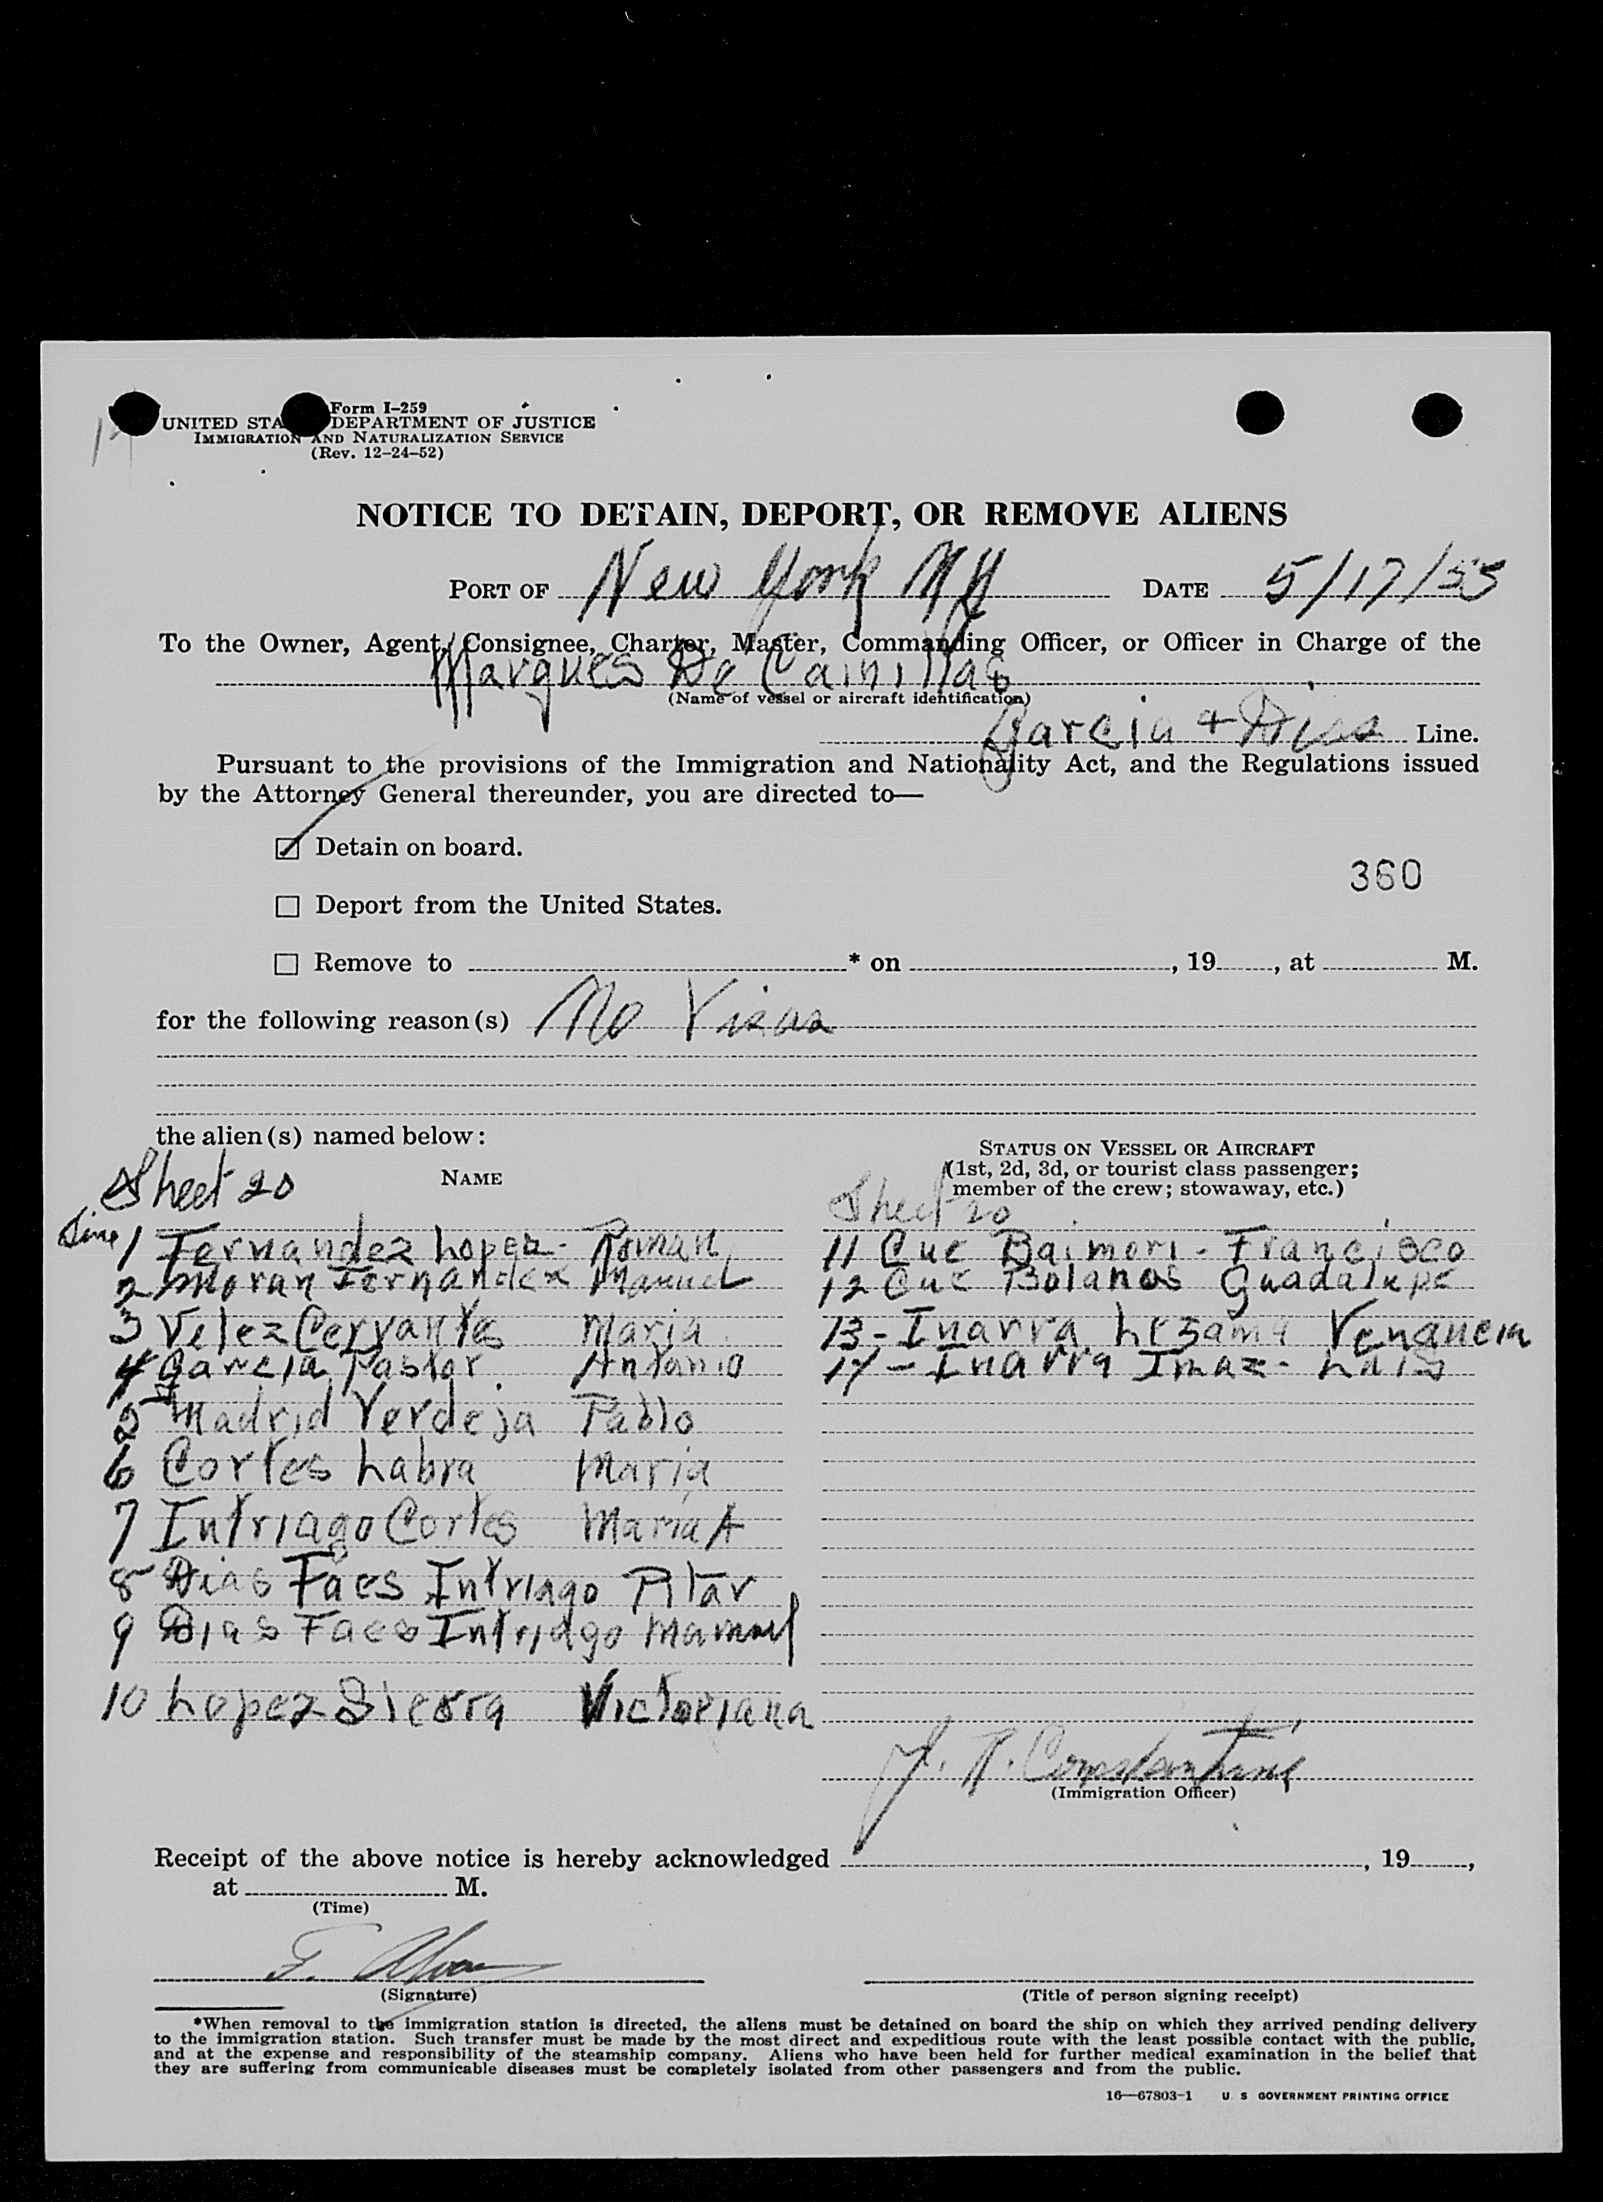 Form I-259
UNITED STA DEPARTMENT OF JUSTICE
IMMIGRATION AND NATURALIZATION SERVICE
(Rev. 12-24-52)
NOTICE TO DETAIN, DEPORT, OR REMOVE ALIENS
PORT OF New York NY DATE 5/17/55
To the Owner, Agent, Consignee, Charter, Master, Commanding Officer, or Officer in Charge of the
Marques De Camillas
(Name of vessel or aircraft identification)
Garcia + Dias Line.
Pursuant to the provisions of the Immigration and Nationality Act, and the Regulations issued
by the Attorney General thereunder, you are directed to—
Detain on board.
360
Deport from the United States.
Remove to * on , 19 , at M.
for the following reason(s) No Visas
the alien(s) named below:
STATUS ON VESSEL OR AIRCRAFT
(1st, 2d, 3d, or tourist class passenger;
member of the crew; stowaway, etc.)
Sheet 20 NAME Sheet 20
Line 1 Fernandez Lopez - Roman 11 Cue Baimori - Francisco
2 Moran Fernandez Manuel 12 Cue Bolanos Guadalupe
3 Velez Cervantes Maria 13 - Inarra Lezama Venancia
4 Garcia Pastor Antonio 14 - Inarra Imaz - Luis
5 Madrid Verdeja Pablo
6 Cortes Labra Maria
7 Intriago Cortes Maria A
8 Dias Faes Intriago Pilar
9 Dias Faes Intriago Manuel
10 Lopez Sierra Victoriana
J. R. Constantine
(Immigration Officer)
Receipt of the above notice is hereby acknowledged , 19 ,
at M.
(Time)
F.
(Signature) (Title of person signing receipt)
*When removal to the immigration station is directed, the aliens must be detained on board the ship on which they arrived pending delivery
to the immigration station. Such transfer must be made by the most direct and expeditious route with the least possible contact with the public,
and at the expense and responsibility of the steamship company. Aliens who have been held for further medical examination in the belief that
they are suffering from communicable diseases must be completely isolated from other passengers and from the public.
16—67803-1 U S GOVERNMENT PRINTING OFFICE